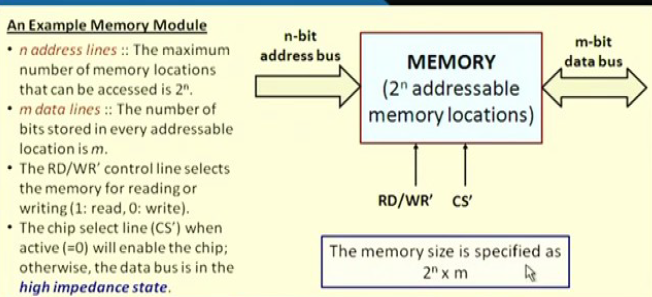 An Example Memory Module
• n address lines :: The maximum
number of memory locations
that can be accessed is 2ⁿ.
• m data lines :: The number of
bits stored in every addressable
location is m.
• The RD/WR' control line selects
the memory for reading or
writing (1: read, 0: write).
• The chip select line (CS') when
active (=0) will enable the chip;
otherwise, the data bus is in the
high impedance state.
n-bit
address bus
MEMORY
(2ⁿ addressable
memory locations)
m-bit
data bus
RD/WR' CS'
The memory size is specified as
2ⁿ x m